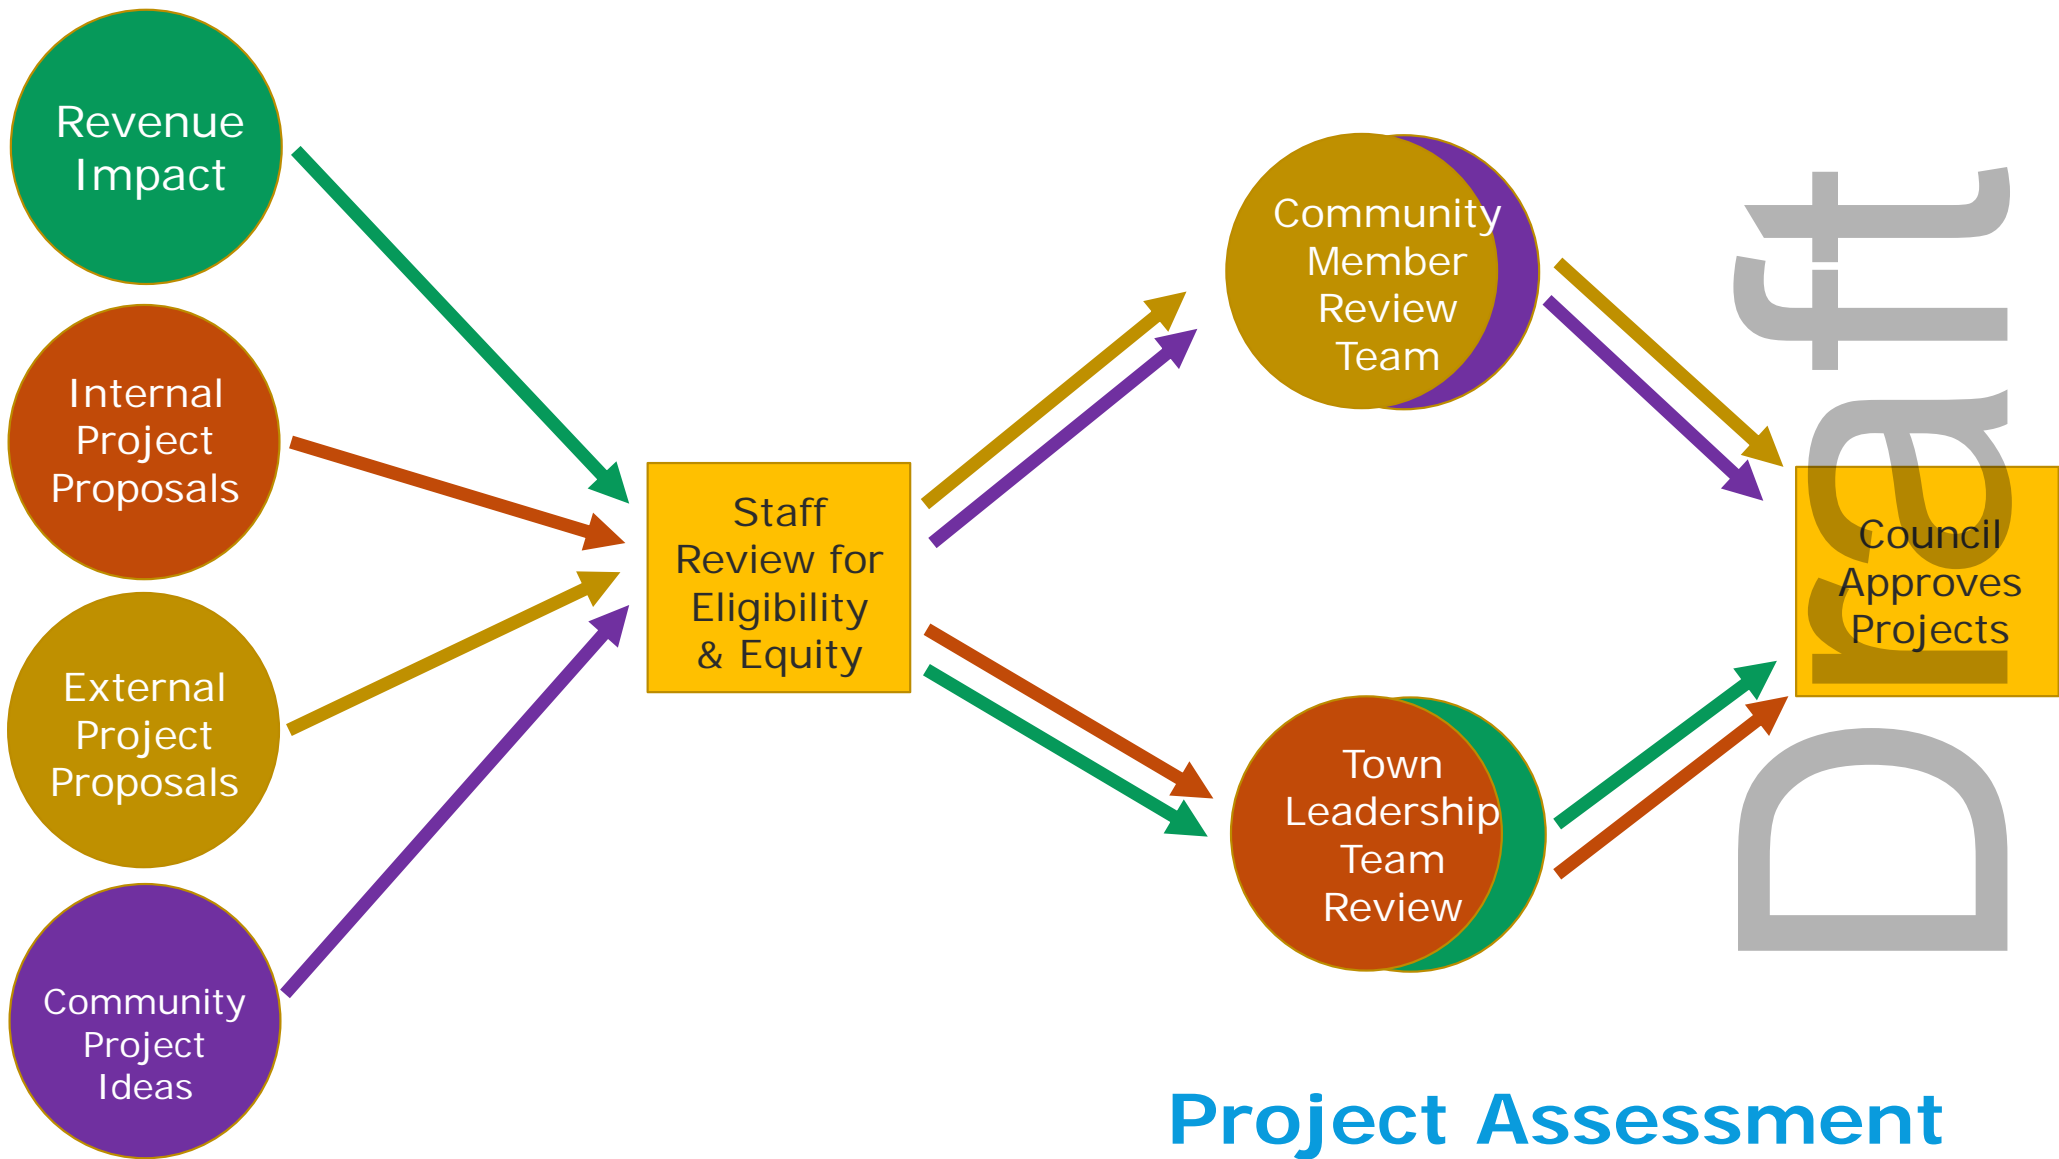 Revenue
Impact
Internal
Project
Proposals
External
Project
Proposals
Community
Project
Ideas
Staff
Review for
Eligibility
& Equity
Community
Member
Review
Team
Town
Leadership
Team
Review
Council
Approves
Projects
Draft
Project Assessment